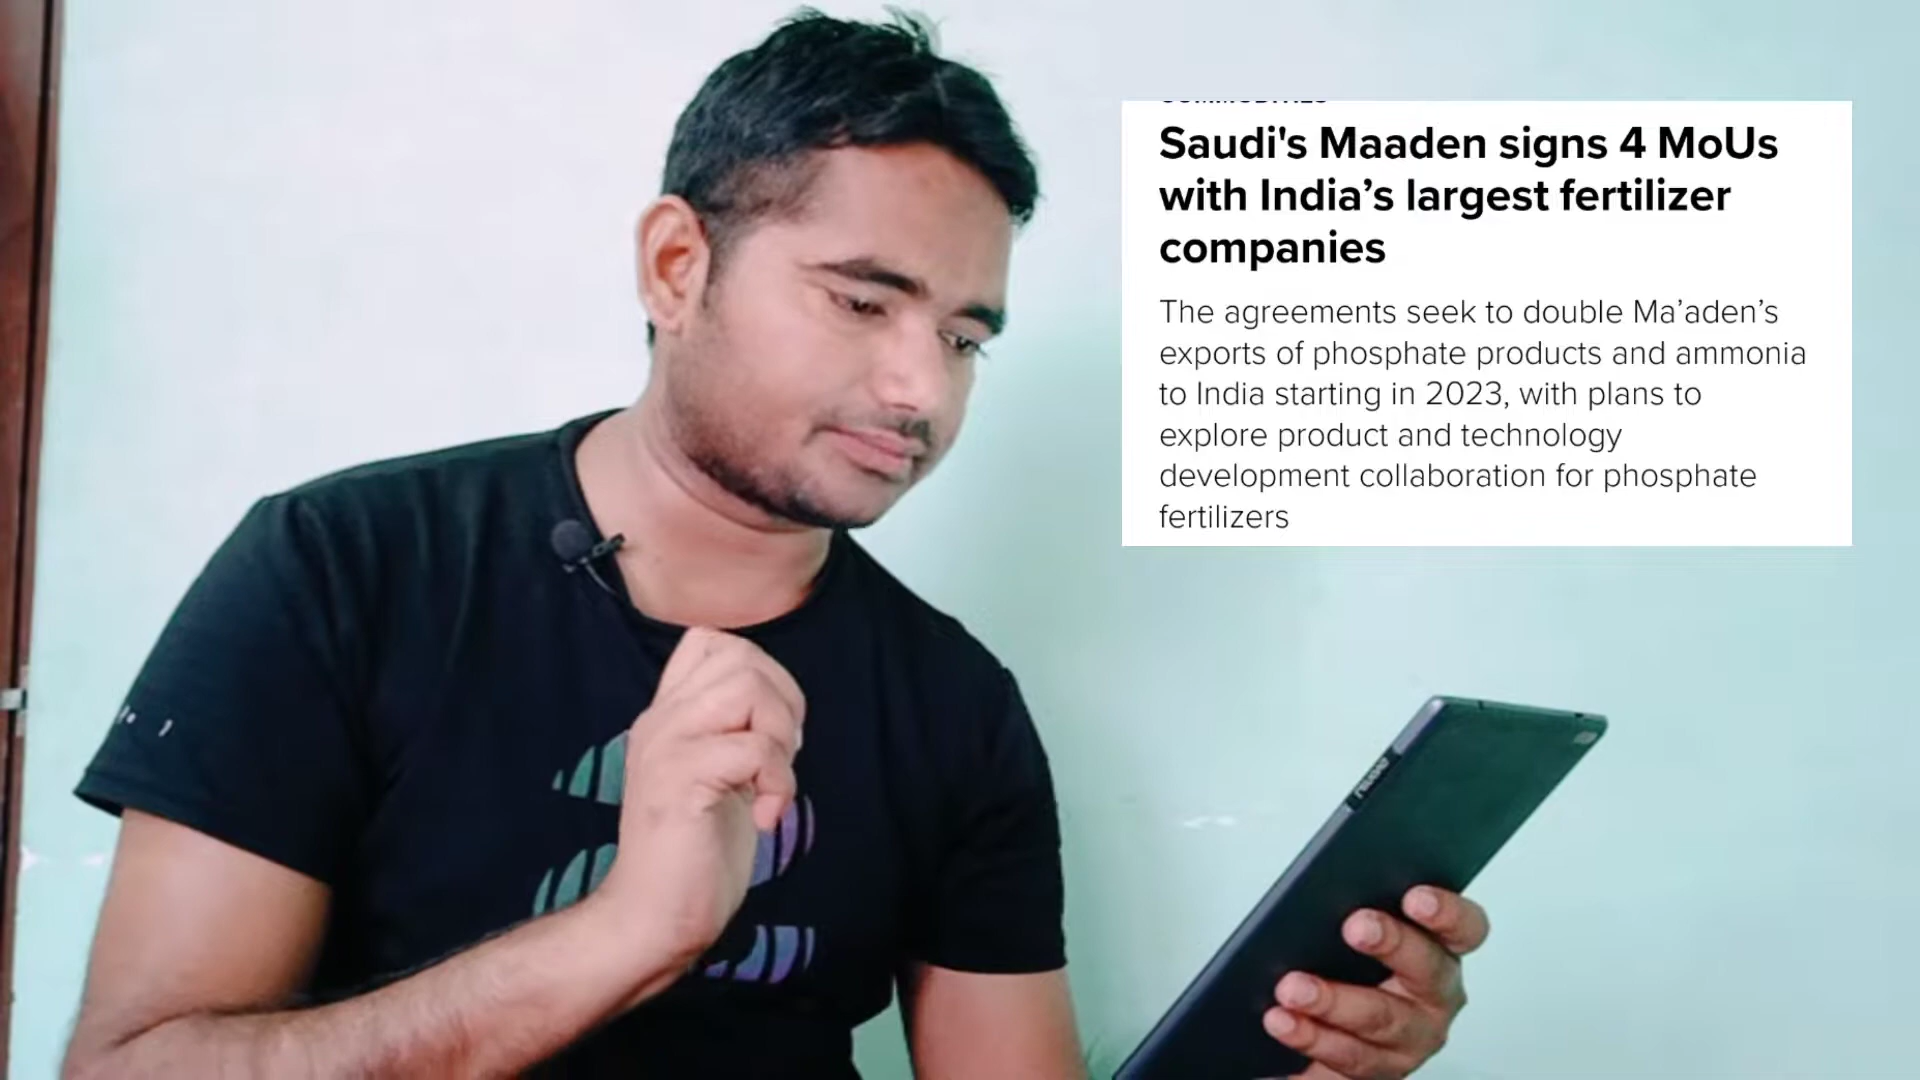 COMMODITIES
Saudi's Maaden signs 4 MoUs
with India’s largest fertilizer
companies
The agreements seek to double Ma’aden’s
exports of phosphate products and ammonia
to India starting in 2023, with plans to
explore product and technology
development collaboration for phosphate
fertilizers